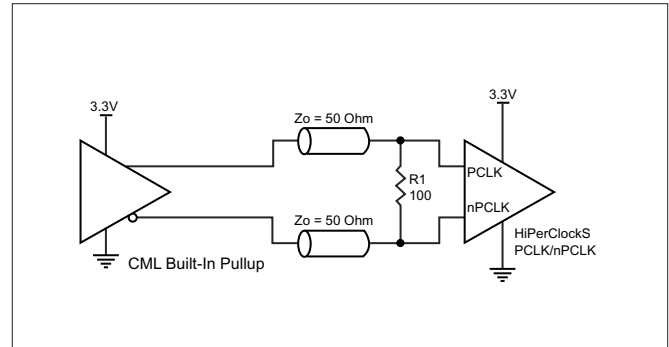 3.3V
3.3V
Zo = 50 Ohm
PCLK
R1
100
nPCLK
Zo = 50 Ohm
HiPerClockS
PCLK/nPCLK
CML Built-In Pullup